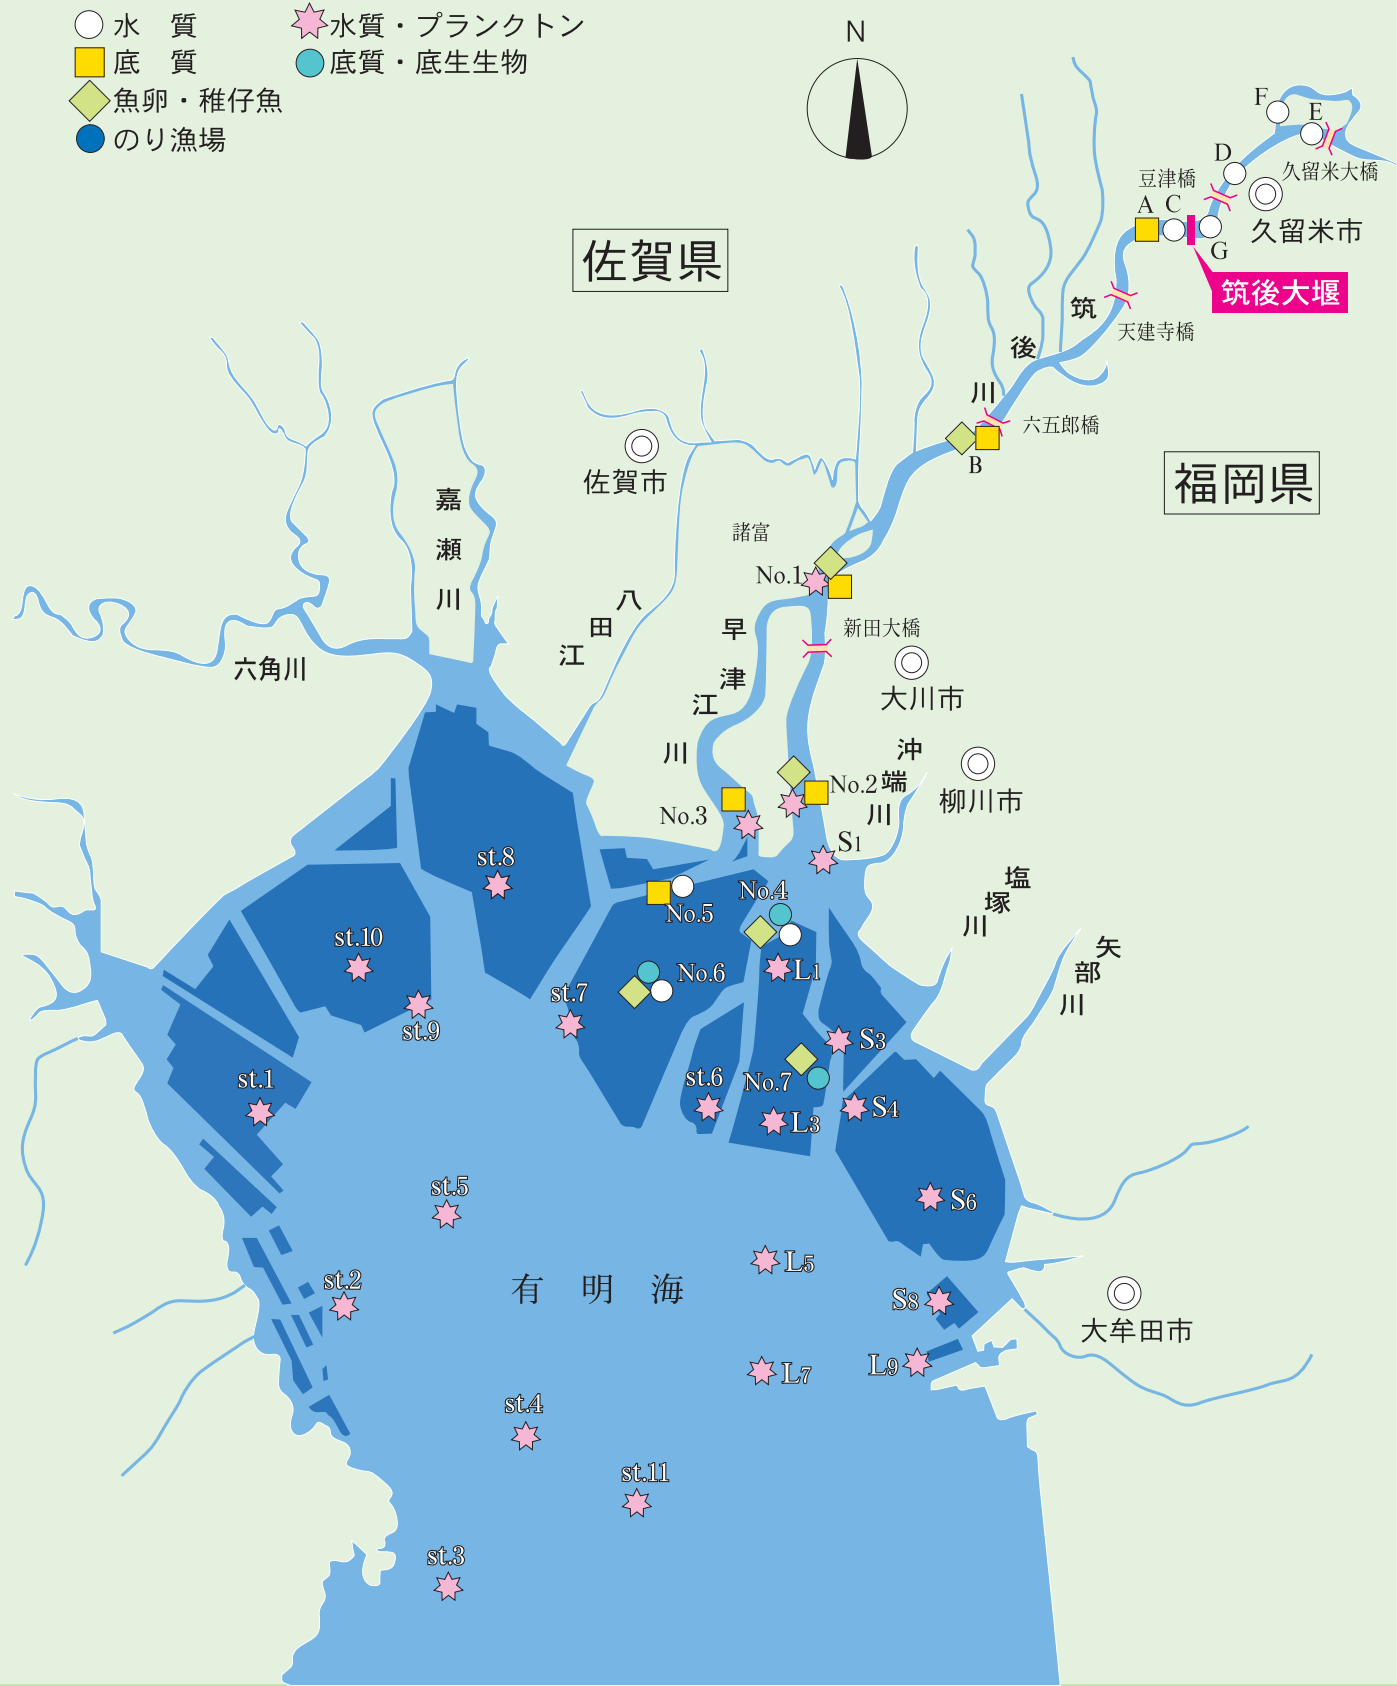 水　質
水質・プランクトン
底　質
底質・底生生物
魚卵・稚仔魚
のり漁場
N
F
E
久留米大橋
D
豆津橋
A
C
G
久留米市
筑後大堰
佐賀県
筑後川
天建寺橋
六五郎橋
B
佐賀市
福岡県
嘉瀬川
諸富
No.1
八田江
早津江川
新田大橋
六角川
大川市
沖端川
柳川市
No.2
No.3
S1
st.8
塩塚川
No.4
No.5
矢部川
st.10
L1
No.6
st.7
st.9
S3
st.1
st.6
No.7
S4
L3
st.5
S6
L5
st.2
有明海
S8
大牟田市
L9
L7
st.4
st.11
st.3